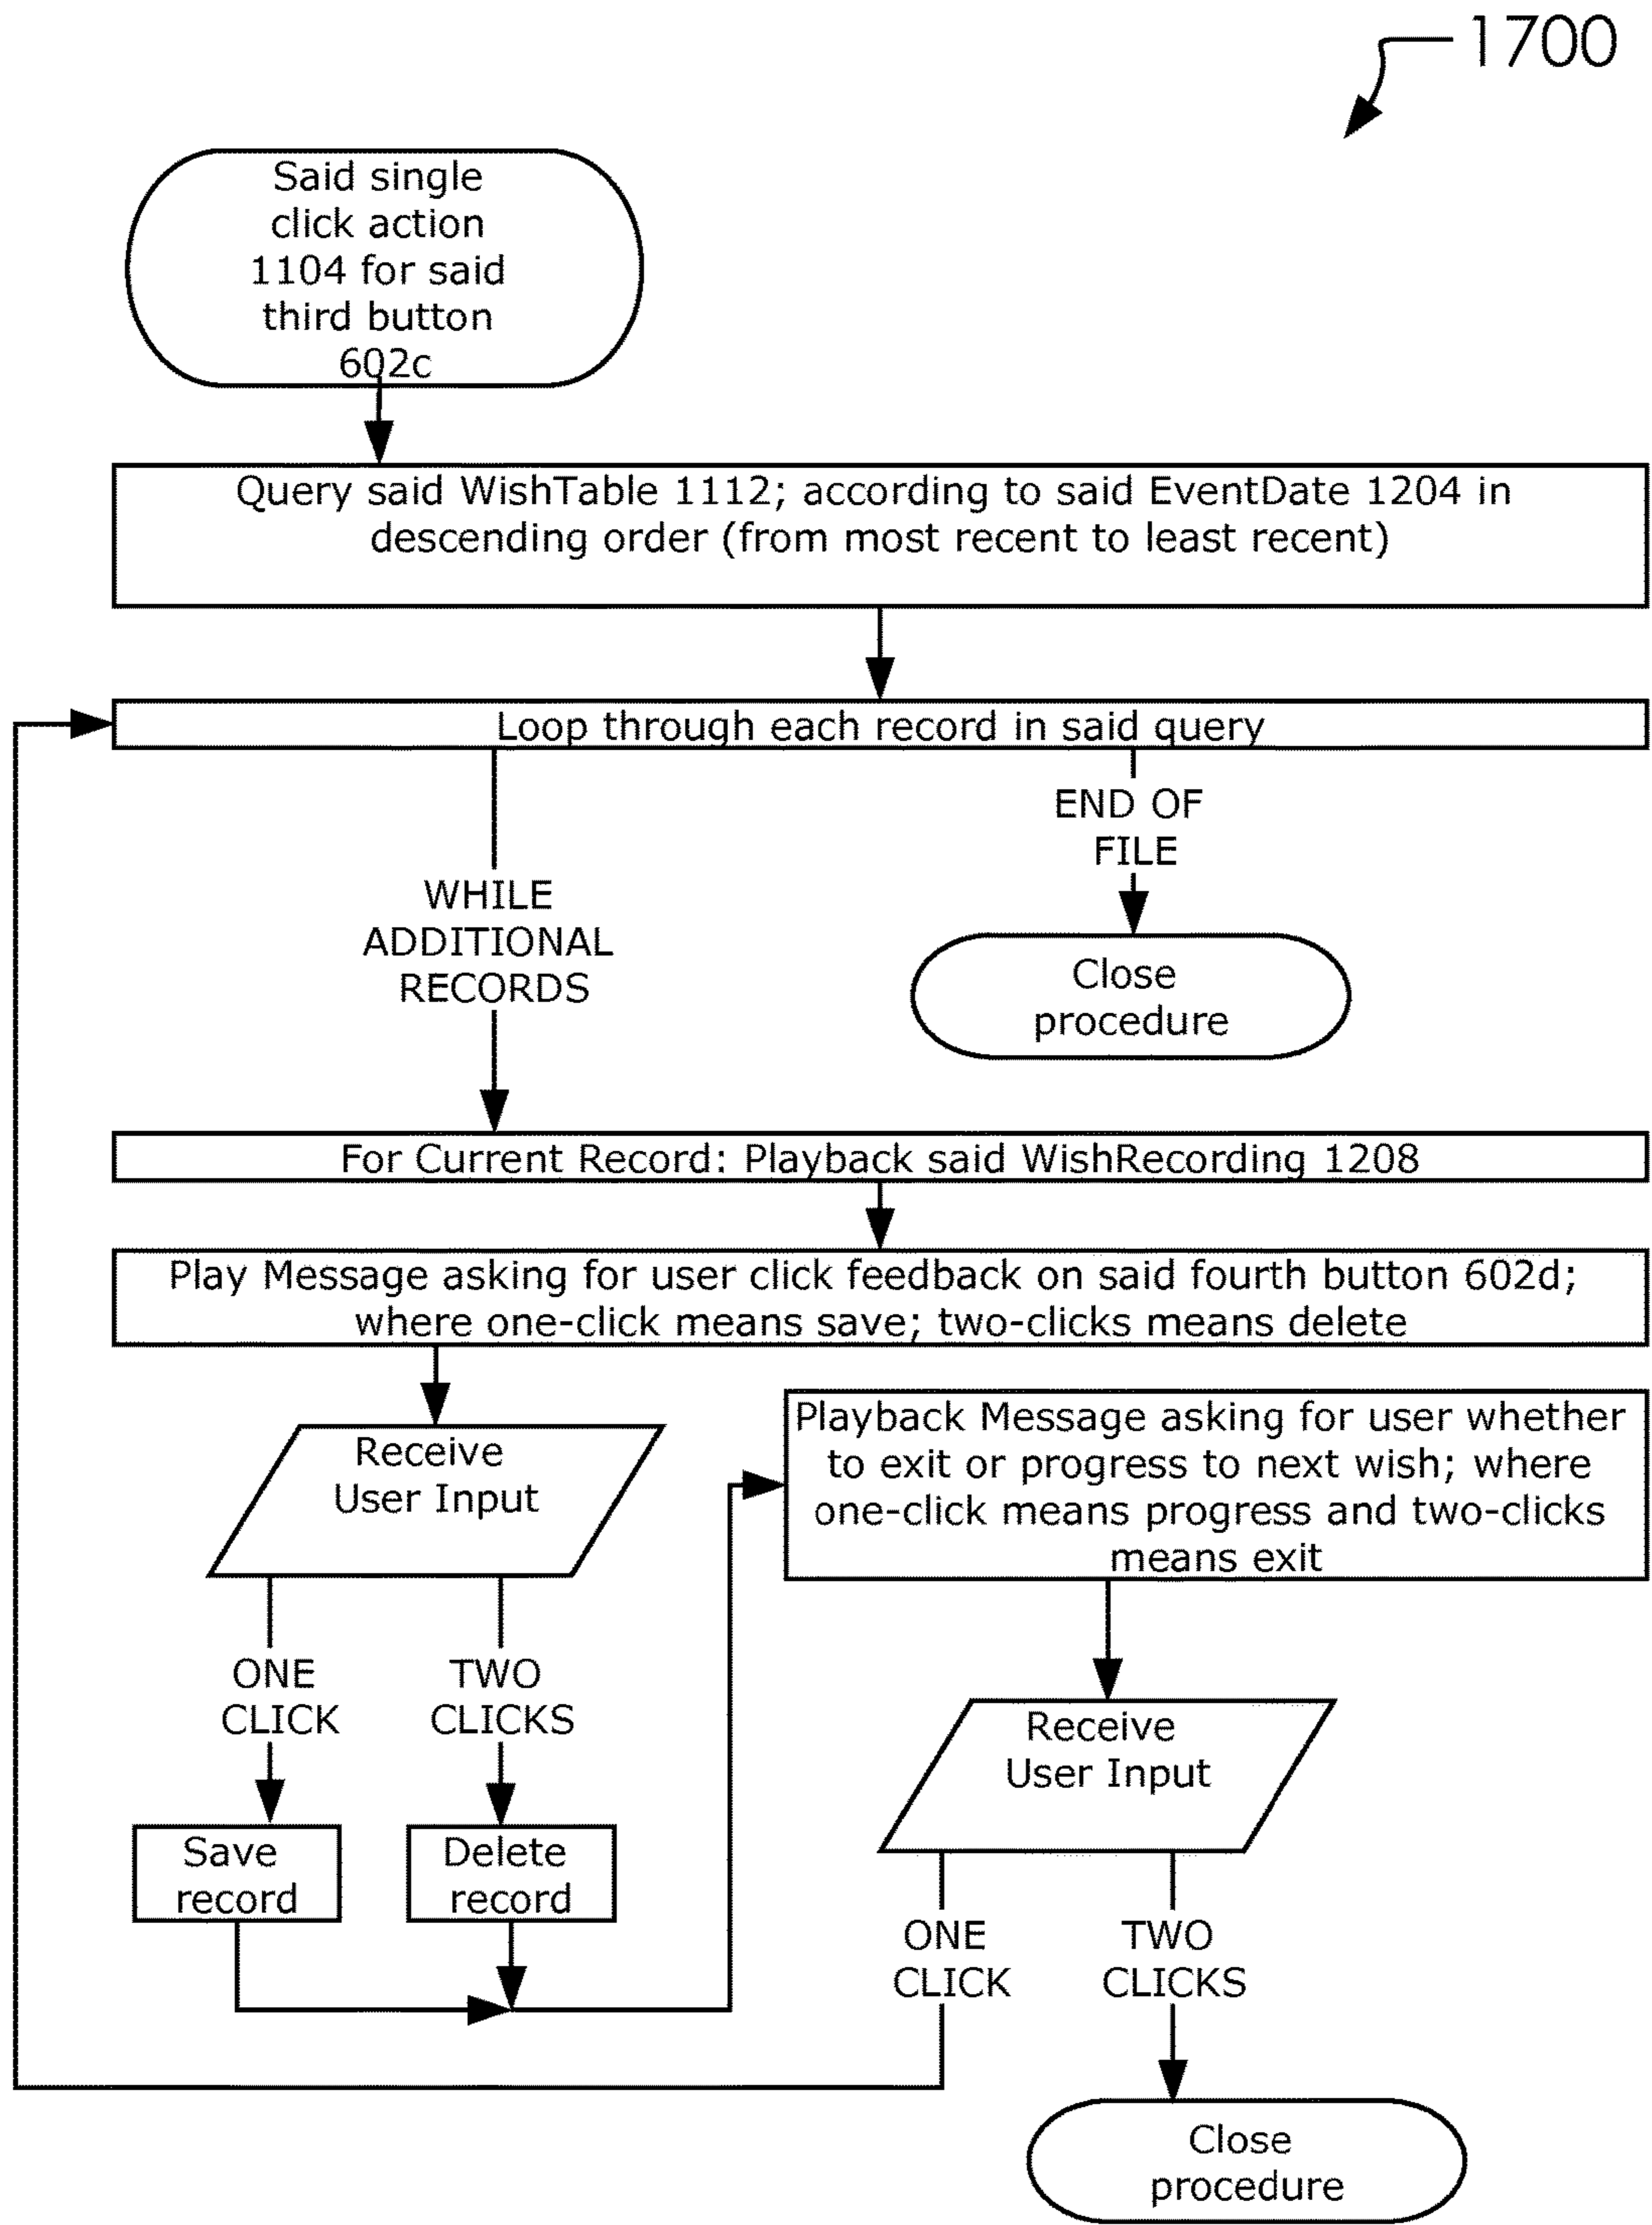 1700
Said single
click action
1104 for said
third button
602c
Query said WishTable 1112; according to said EventDate 1204 in
descending order (from most recent to least recent)
Loop through each record in said query
END OF
FILE
WHILE
ADDITIONAL
RECORDS
Close
procedure
For Current Record: Playback said WishRecording 1208
Play Message asking for user click feedback on said fourth button 602d;
where one-click means save; two-clicks means delete
Receive
User Input
ONE
CLICK
TWO
CLICKS
Save
record
Delete
record
Playback Message asking for user whether
to exit or progress to next wish; where
one-click means progress and two-clicks
means exit
Receive
User Input
ONE
CLICK
TWO
CLICKS
Close
procedure